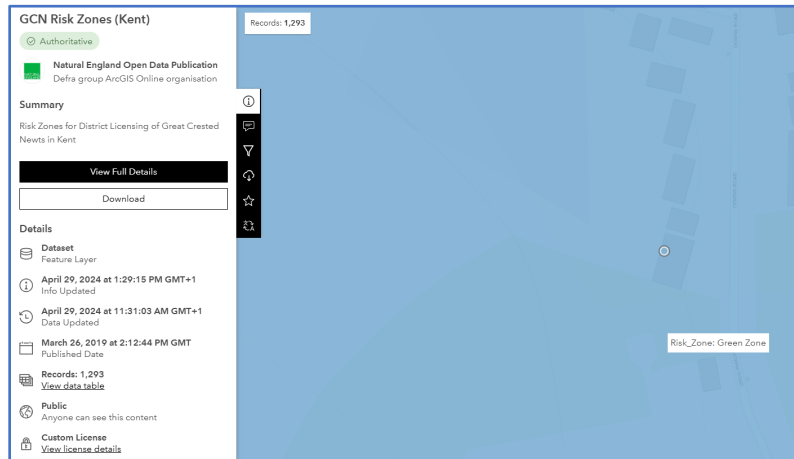 GCN Risk Zones (Kent)
Authoritative
Natural England Open Data Publication
Defra group ArcGIS Online organisation
Summary
Risk Zones for District Licensing of Great Crested
Newts in Kent
View Full Details
Download
Details
Dataset
Feature Layer
April 29, 2024 at 1:29:15 PM GMT+1
Info Updated
April 29, 2024 at 11:31:03 AM GMT+1
Data Updated
March 26, 2019 at 2:12:44 PM GMT
Published Date
Records: 1,293
View data table
Public
Anyone can see this content
Custom License
View license details
Records: 1,293
Risk_Zone: Green Zone